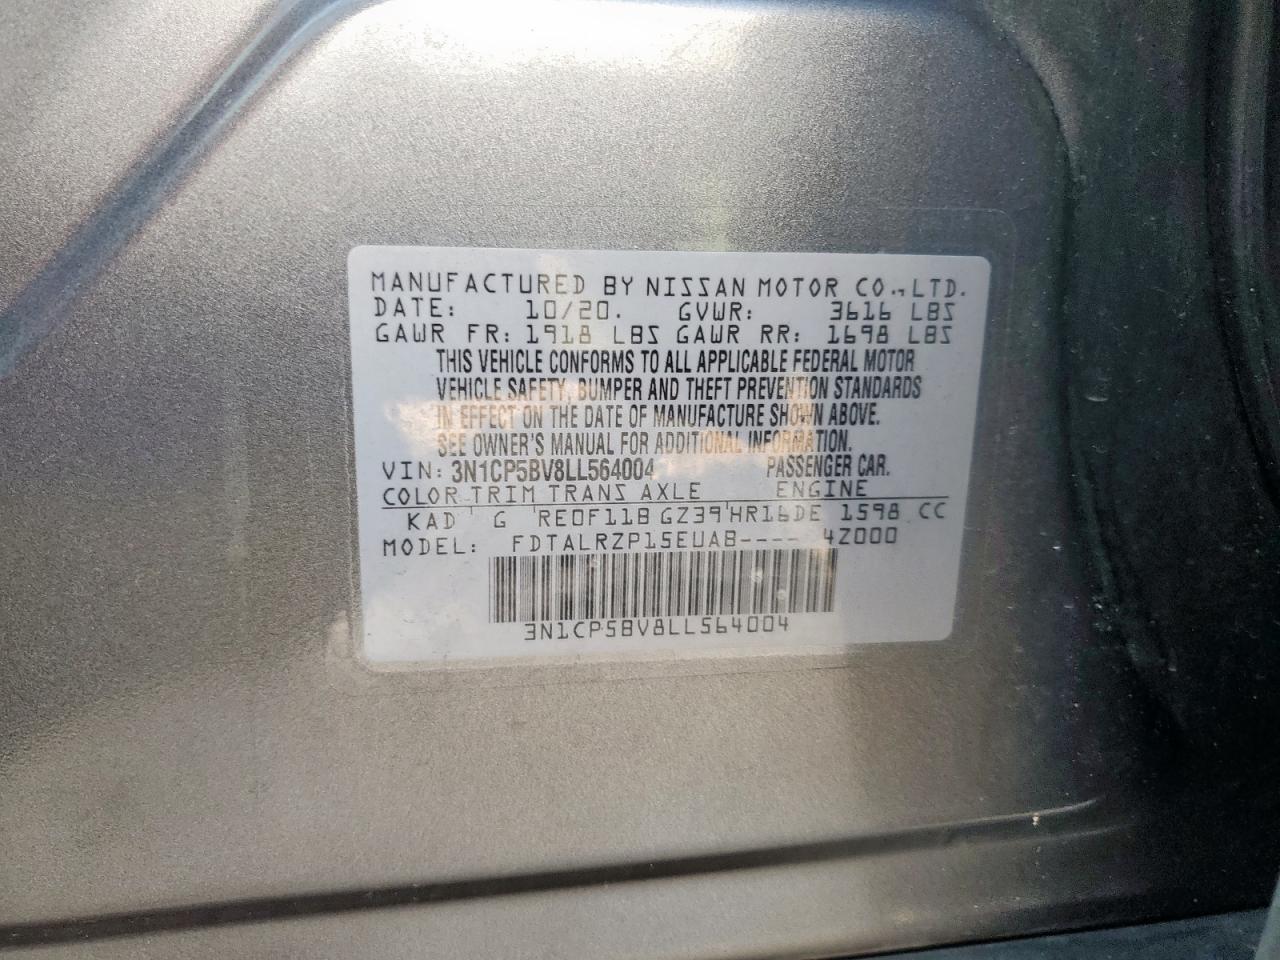 MANUFACTURED BY NISSAN MOTOR CO.,LTD.
DATE: 10/20. GVWR: 3616 LBS
GAWR FR: 1918 LBS GAWR RR: 1698 LBS
THIS VEHICLE CONFORMS TO ALL APPLICABLE FEDERAL MOTOR
VEHICLE SAFETY, BUMPER AND THEFT PREVENTION STANDARDS
IN EFFECT ON THE DATE OF MANUFACTURE SHOWN ABOVE.
SEE OWNER'S MANUAL FOR ADDITIONAL INFORMATION.
VIN: 3N1CP5BV8LL564004 PASSENGER CAR.
COLOR TRIM TRANS AXLE ENGINE
KAD G RE0F11B GZ39 HR16DE 1598 CC
MODEL: FDTALRZP15EUAB---- 4Z000
3N1CP5BV8LL564004